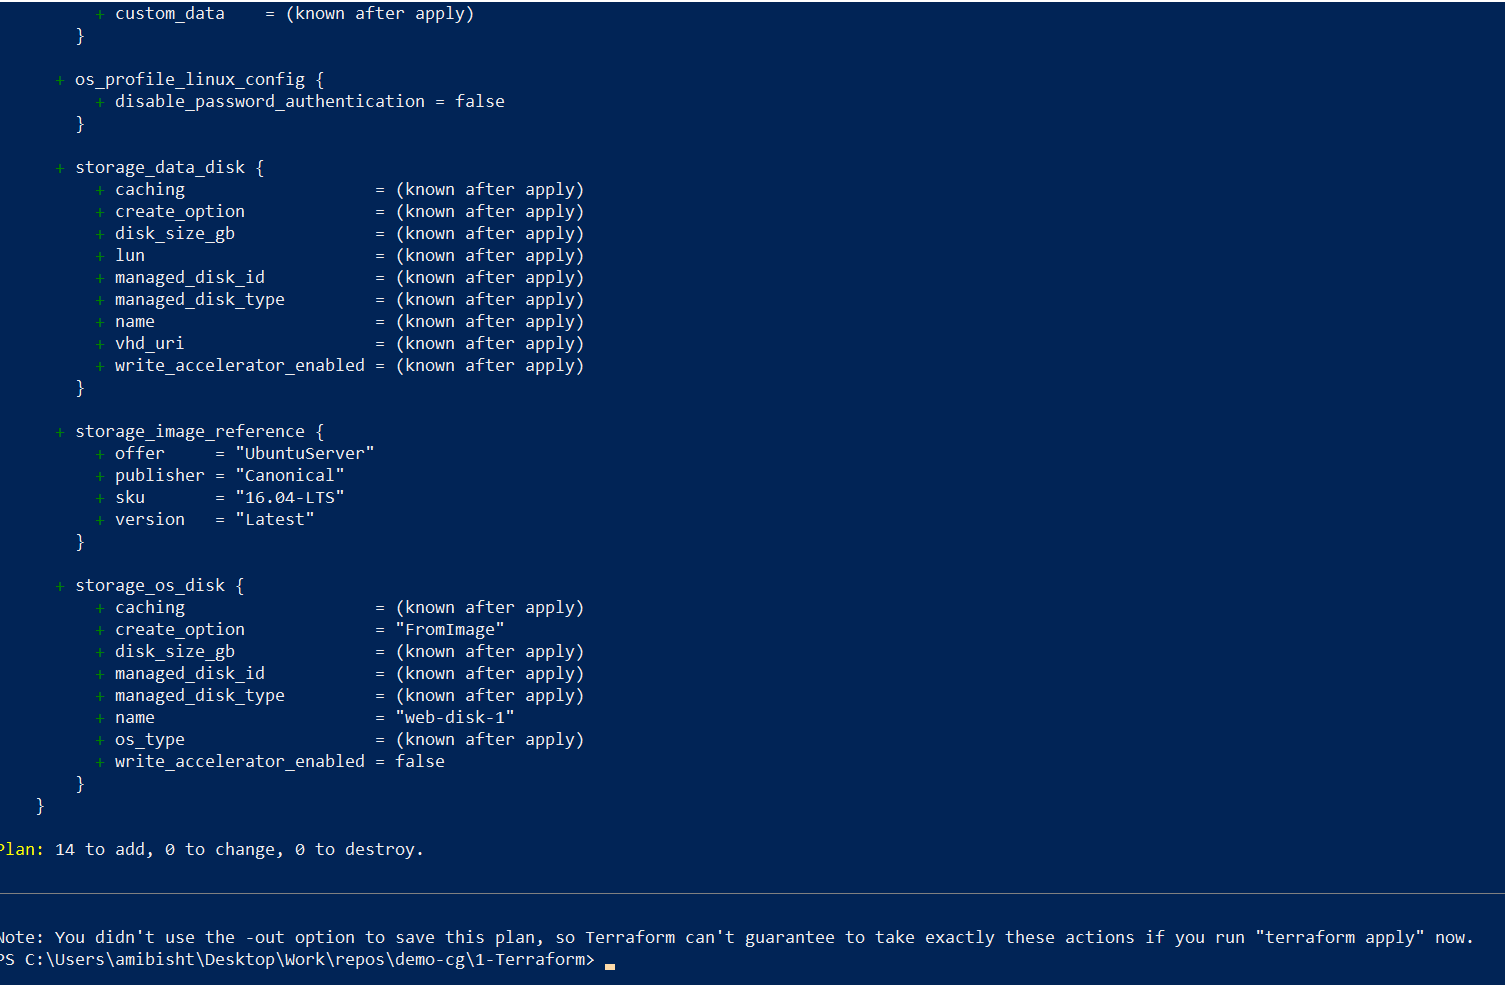 + custom_data    = (known after apply)
}
+ os_profile_linux_config {
+ disable_password_authentication = false
}
+ storage_data_disk {
+ caching                   = (known after apply)
+ create_option             = (known after apply)
+ disk_size_gb              = (known after apply)
+ lun                       = (known after apply)
+ managed_disk_id           = (known after apply)
+ managed_disk_type         = (known after apply)
+ name                      = (known after apply)
+ vhd_uri                   = (known after apply)
+ write_accelerator_enabled = (known after apply)
}
+ storage_image_reference {
+ offer     = "UbuntuServer"
+ publisher = "Canonical"
+ sku       = "16.04-LTS"
+ version   = "Latest"
}
+ storage_os_disk {
+ caching                   = (known after apply)
+ create_option             = "FromImage"
+ disk_size_gb              = (known after apply)
+ managed_disk_id           = (known after apply)
+ managed_disk_type         = (known after apply)
+ name                      = "web-disk-1"
+ os_type                   = (known after apply)
+ write_accelerator_enabled = false
}
}
Plan: 14 to add, 0 to change, 0 to destroy.
Note: You didn't use the -out option to save this plan, so Terraform can't guarantee to take exactly these actions if you run "terraform apply" now.
PS C:\Users\amibisht\Desktop\Work\repos\demo-cg\1-Terraform>